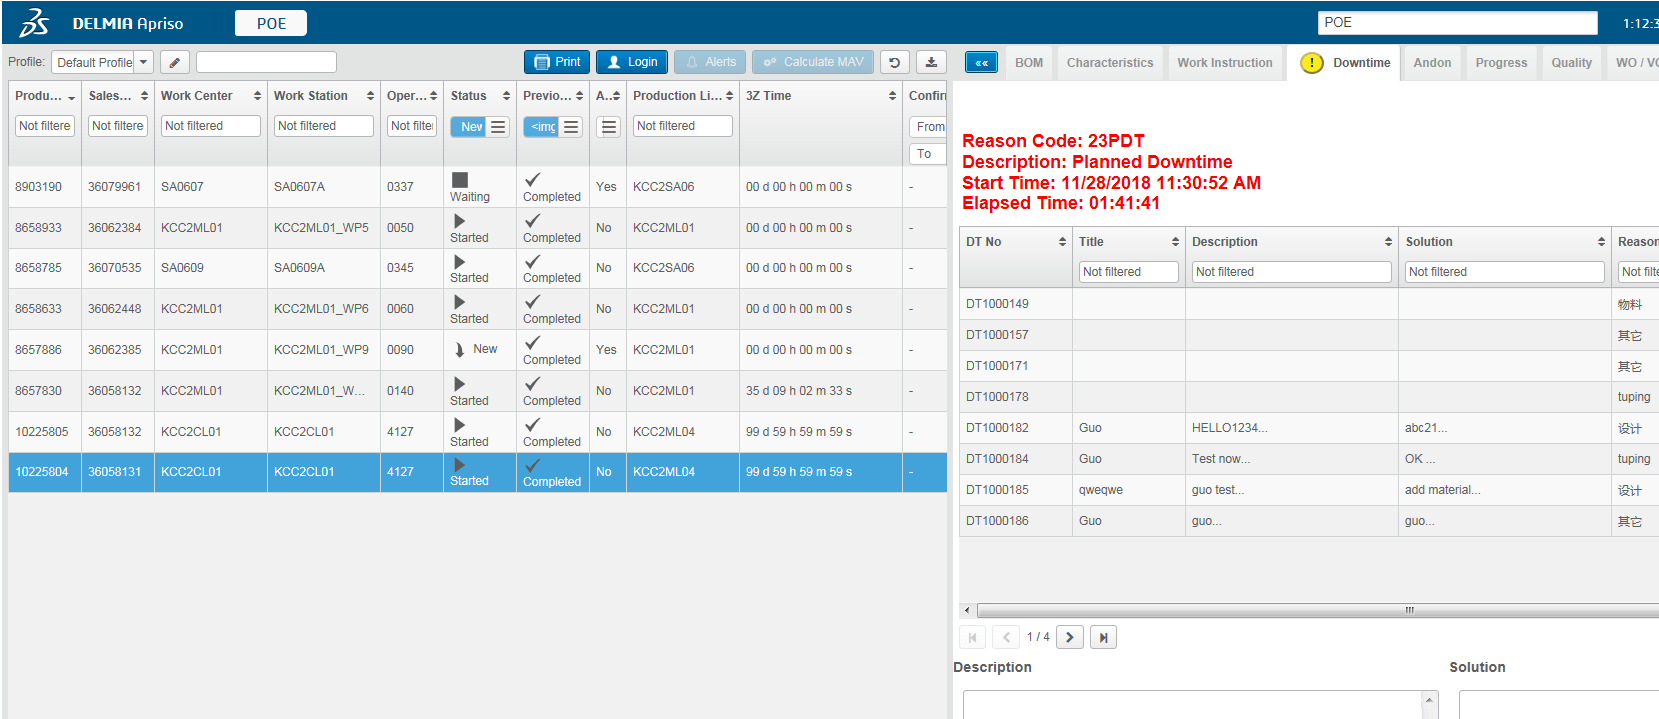 DELMIA Apriso
POE
POE
1:12:3
Profile:
Default Profile
Print
Login
Alerts
Calculate MAV
««
BOM
Characteristics
Work Instruction
! Downtime
Andon
Progress
Quality
WO / VO
Produ...
Sales...
Work Center
Work Station
Oper...
Status
Previo...
A...
Production Li...
3Z Time
Confir
Not filtere
Not filtere
Not filtered
Not filtered
Not filter
New
<img
Not filtered
From
To
8903190 36079961 SA0607 SA0607A 0337 Waiting Completed Yes KCC2SA06 00 d 00 h 00 m 00 s -
8658933 36062384 KCC2ML01 KCC2ML01_WP5 0050 Started Completed No KCC2ML01 00 d 00 h 00 m 00 s -
8658785 36070535 SA0609 SA0609A 0345 Started Completed No KCC2SA06 00 d 00 h 00 m 00 s -
8658633 36062448 KCC2ML01 KCC2ML01_WP6 0060 Started Completed No KCC2ML01 00 d 00 h 00 m 00 s -
8657886 36062385 KCC2ML01 KCC2ML01_WP9 0090 New Completed Yes KCC2ML01 00 d 00 h 00 m 00 s -
8657830 36058132 KCC2ML01 KCC2ML01_W... 0140 Started Completed No KCC2ML01 35 d 09 h 02 m 33 s -
10225805 36058132 KCC2CL01 KCC2CL01 4127 Started Completed No KCC2ML04 99 d 59 h 59 m 59 s -
10225804 36058131 KCC2CL01 KCC2CL01 4127 Started Completed No KCC2ML04 99 d 59 h 59 m 59 s -
Reason Code: 23PDT
Description: Planned Downtime
Start Time: 11/28/2018 11:30:52 AM
Elapsed Time: 01:41:41
DT No Title Description Solution Reason
Not filtered Not filtered Not filtered Not filte
DT1000149 物料
DT1000157 其它
DT1000171 其它
DT1000178 tuping
DT1000182 Guo HELLO1234... abc21... 设计
DT1000184 Guo Test now... OK ... tuping
DT1000185 qweqwe guo test... add material... 设计
DT1000186 Guo guo... guo... 其它
1 / 4
Description
Solution